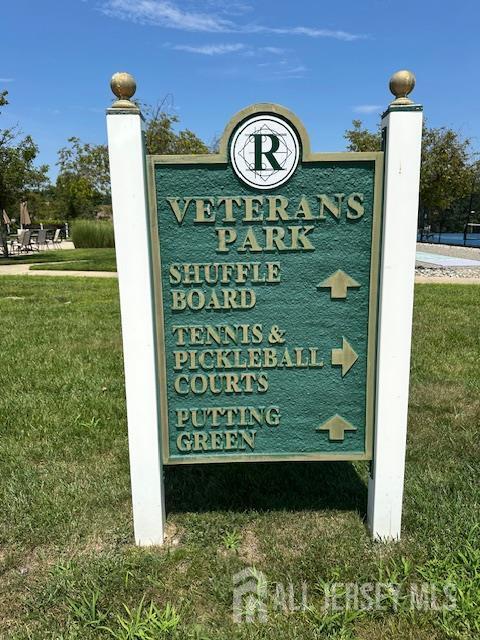 R
VETERANS
PARK
SHUFFLE
BOARD
TENNIS &
PICKLEBALL
COURTS
PUTTING
GREEN
ALL JERSEY MLS